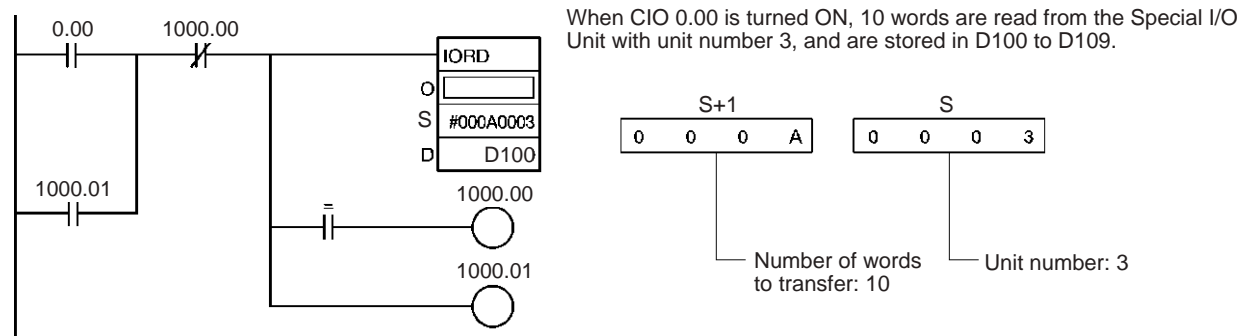 When CIO 0.00 is turned ON, 10 words are read from the Special I/O
Unit with unit number 3, and are stored in D100 to D109.
0.00
1000.00
IORD
O
S #000A0003
D D100
1000.01
=
1000.00
1000.01
S+1
S
0 0 0 A
0 0 0 3
Number of words
to transfer: 10
Unit number: 3